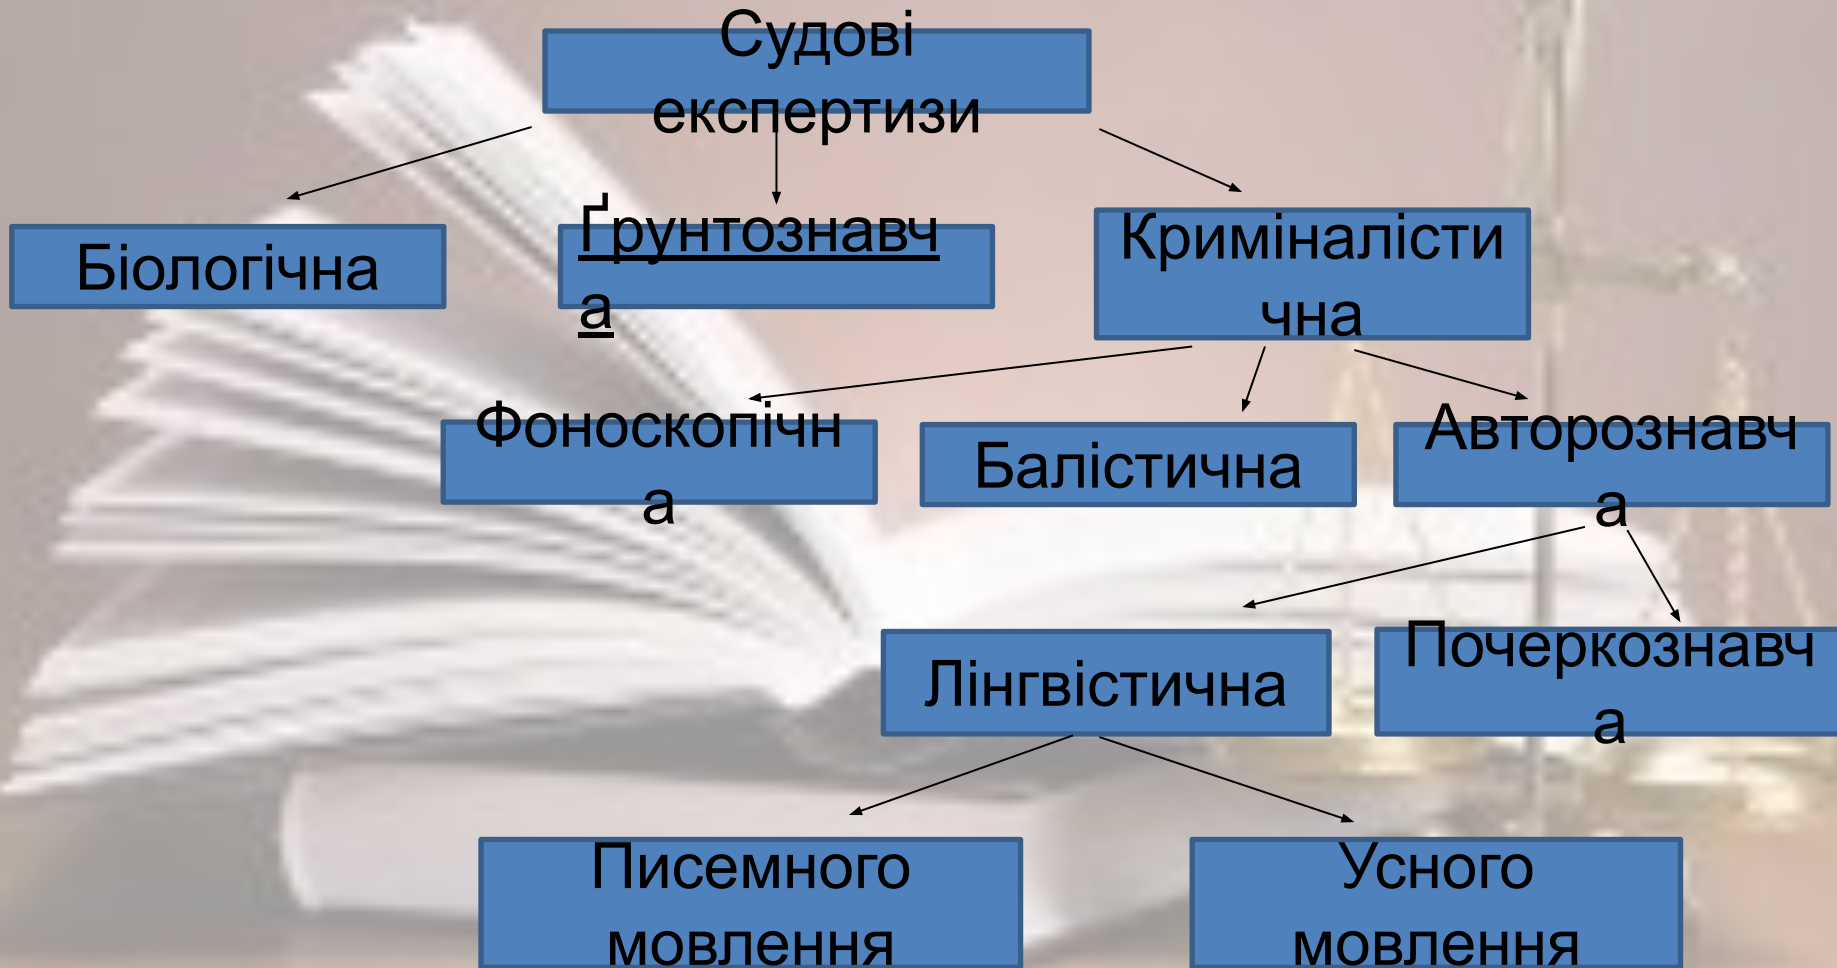 Судові
експертизи
Біологічна
Ґрунтознавч
а
Криміналісти
чна
Фоноскопічн
а
Балістична
Авторознавч
а
Лінгвістична
Почеркознавч
а
Писемного
мовлення
Усного
мовлення